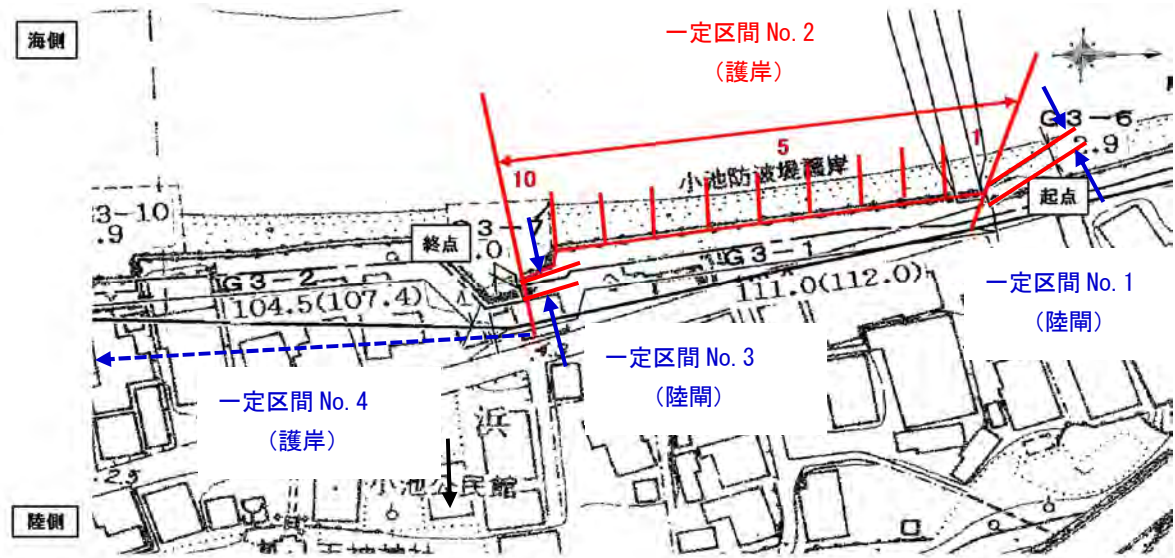 海側
一定区間 No. 2
（護岸）
G3-6
2.9
5
1
10
小池防波堤護岸
起点
3-10
.9
3-7
.0
終点
G3-2
104.5(107.4)
G3-1
111.0(112.0)
一定区間 No. 1
（陸閘）
一定区間 No. 3
（陸閘）
一定区間 No. 4
（護岸）
浜
2.5
小池公民館
陸側